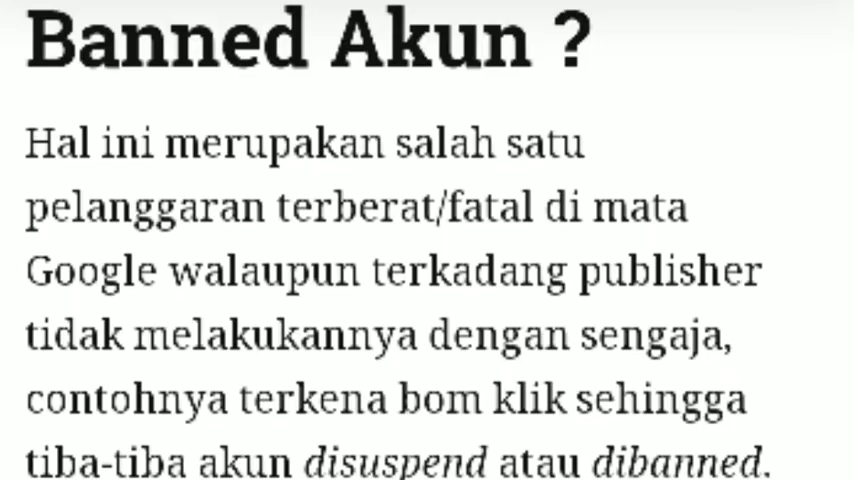 Banned Akun ?
Hal ini merupakan salah satu
pelanggaran terberat/fatal di mata
Google walaupun terkadang publisher
tidak melakukannya dengan sengaja,
contohnya terkena bom klik sehingga
tiba-tiba akun disuspend atau dibanned.